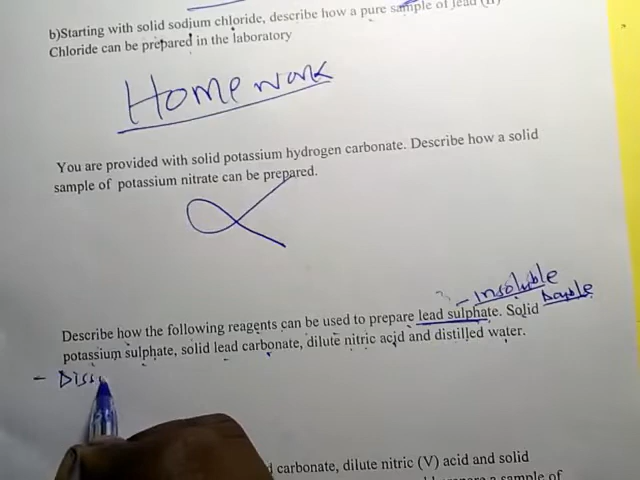 b)Starting with solid sodium chloride, describe how a pure sample of lead (II)
Chloride can be prepared in the laboratory
Homework
You are provided with solid potassium hydrogen carbonate. Describe how a solid
sample of potassium nitrate can be prepared.
- Insoluble
Describe how the following reagents can be used to prepare lead sulphate. Solid
potassium sulphate, solid lead carbonate, dilute nitric acid and distilled water.
- Diss
carbonate, dilute nitric (V) acid and solid
a sample of